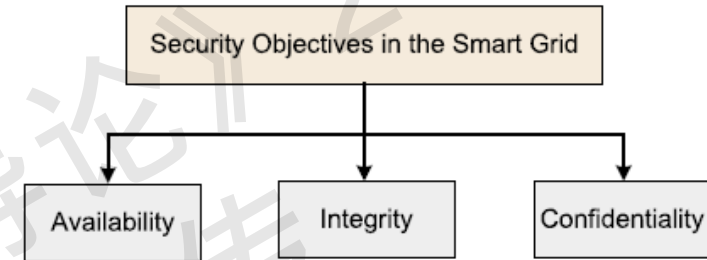 Security Objectives in the Smart Grid
Availability
Integrity
Confidentiality